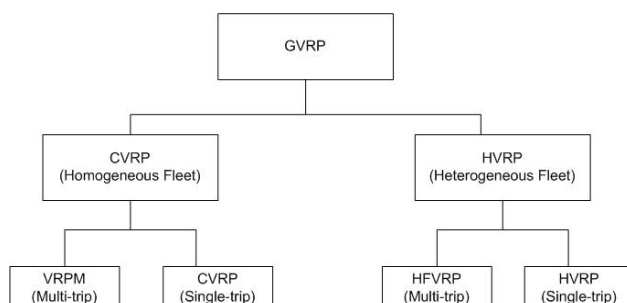 GVRP
CVRP
(Homogeneous Fleet)
HVRP
(Heterogeneous Fleet)
VRPM
(Multi-trip)
CVRP
(Single-trip)
HFVRP
(Multi-trip)
HVRP
(Single-trip)